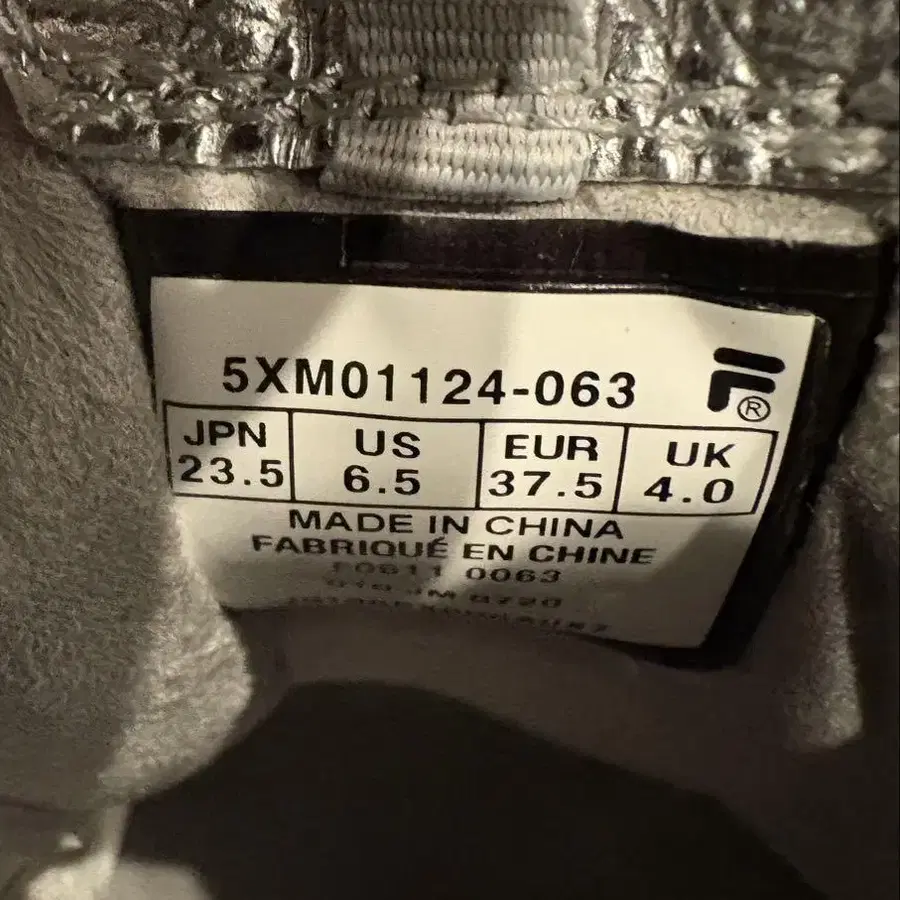 5XM01124-063
F®
JPN US EUR UK
23.5 6.5 37.5 4.0
MADE IN CHINA
FABRIQUÉ EN CHINE
0063